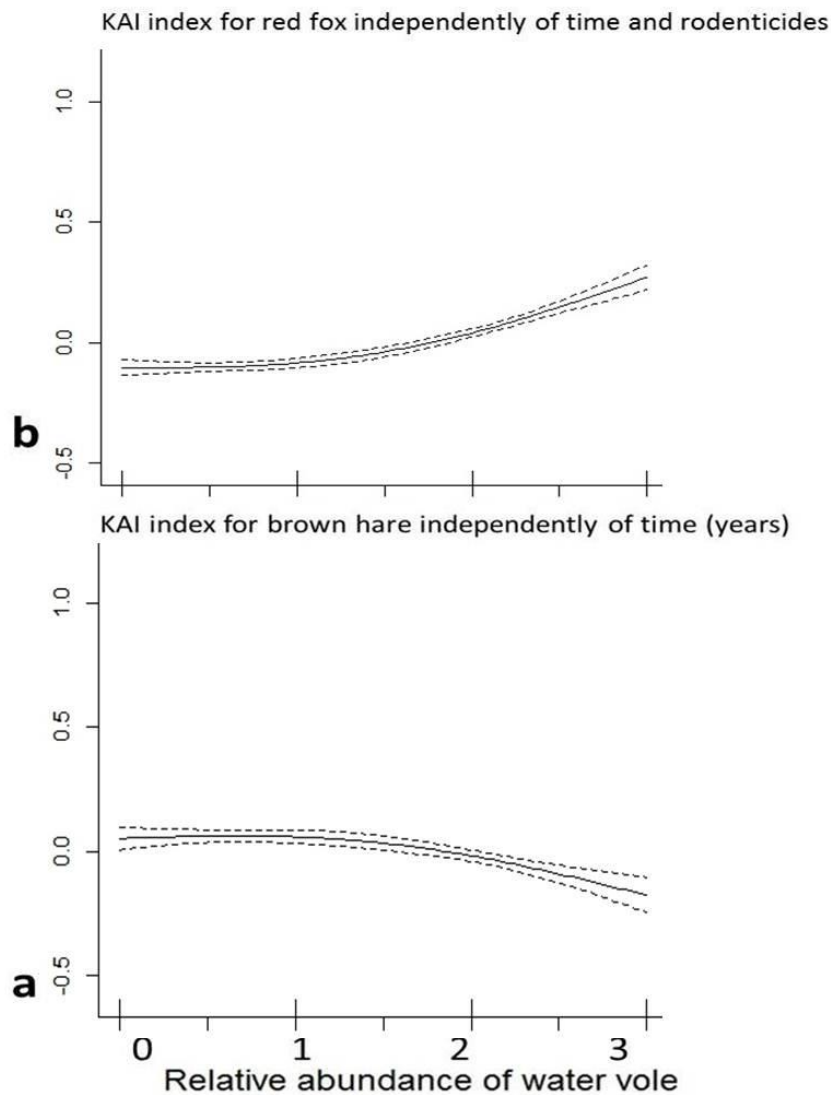 KAI index for red fox independently of time and rodenticides
1.0
0.5
0.0
-0.5
b
KAI index for brown hare independently of time (years)
1.0
0.5
0.0
-0.5
a
0 1 2 3
Relative abundance of water vole